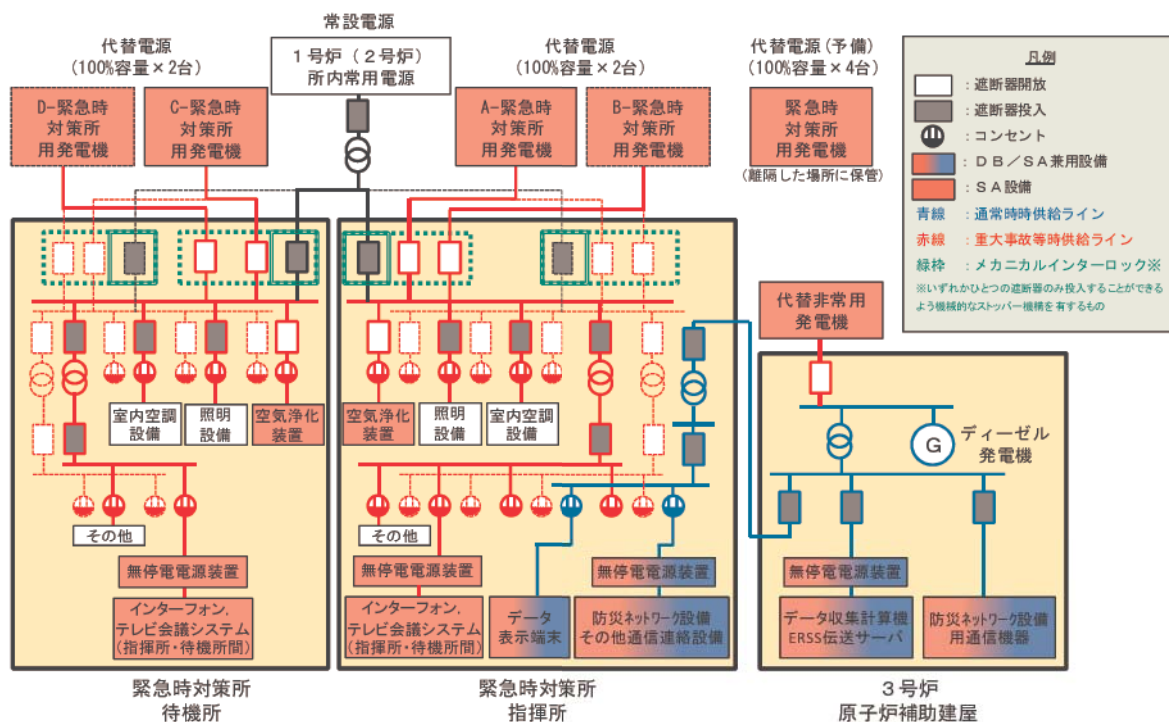 常設電源
1号炉（2号炉）
所内常用電源
代替電源
(100%容量×2台)
D-緊急時
対策所
用発電機
C-緊急時
対策所
用発電機
代替電源
(100%容量×2台)
A-緊急時
対策所
用発電機
B-緊急時
対策所
用発電機
代替電源(予備)
(100%容量×4台)
緊急時
対策所
用発電機
(離隔した場所に保管)
凡例
：遮断器開放
：遮断器投入
：コンセント
：ＤＢ／ＳＡ兼用設備
：ＳＡ設備
青線 ：通常時時供給ライン
赤線 ：重大事故等時供給ライン
緑枠 ：メカニカルインターロック※
※いずれかひとつの遮断器のみ投入することができる
よう機械的なストッパー機構を有するもの
室内空調
設備
照明
設備
空気浄化
装置
その他
無停電電源装置
インターフォン,
テレビ会議システム
(指揮所・待機所間)
緊急時対策所
待機所
空気浄化
装置
照明
設備
室内空調
設備
その他
無停電電源装置
インターフォン,
テレビ会議システム
(指揮所・待機所間)
データ
表示端末
無停電電源装置
防災ネットワーク設備
その他通信連絡設備
緊急時対策所
指揮所
代替非常用
発電機
G
ディーゼル
発電機
無停電電源装置
データ収集計算機
ERSS伝送サーバ
防災ネットワーク設備
用通信機器
3号炉
原子炉補助建屋